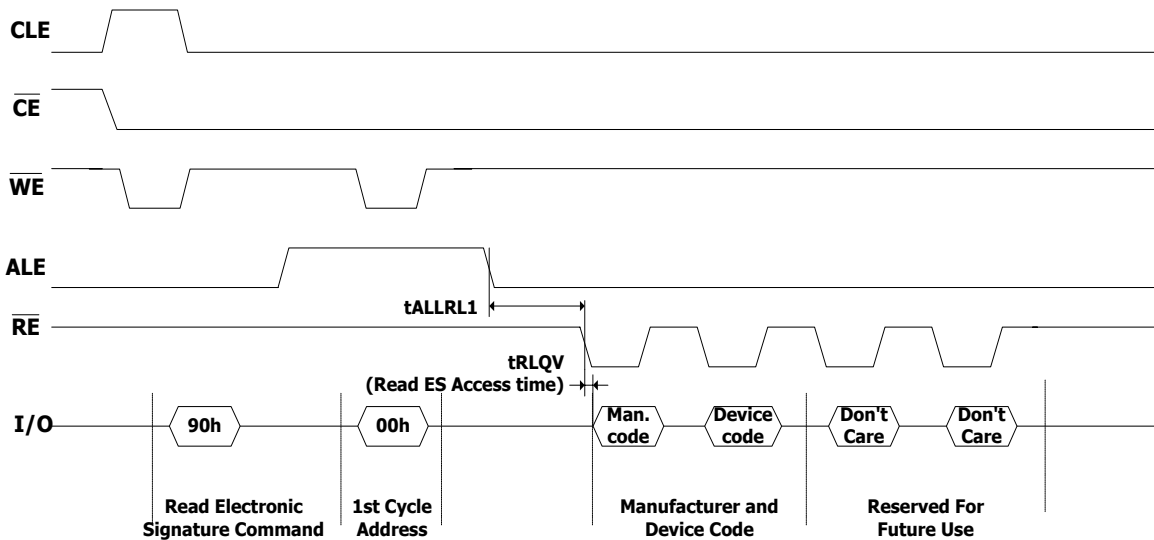 CLE
CE
WE
ALE
tALLRL1
RE
tRLQV
(Read ES Access time)
I/O
90h
00h
Man.
code
Device
code
Don't
Care
Don't
Care
Read Electronic
Signature Command
1st Cycle
Address
Manufacturer and
Device Code
Reserved For
Future Use